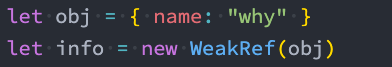 let obj = { name: "why" }
let info = new WeakRef(obj)